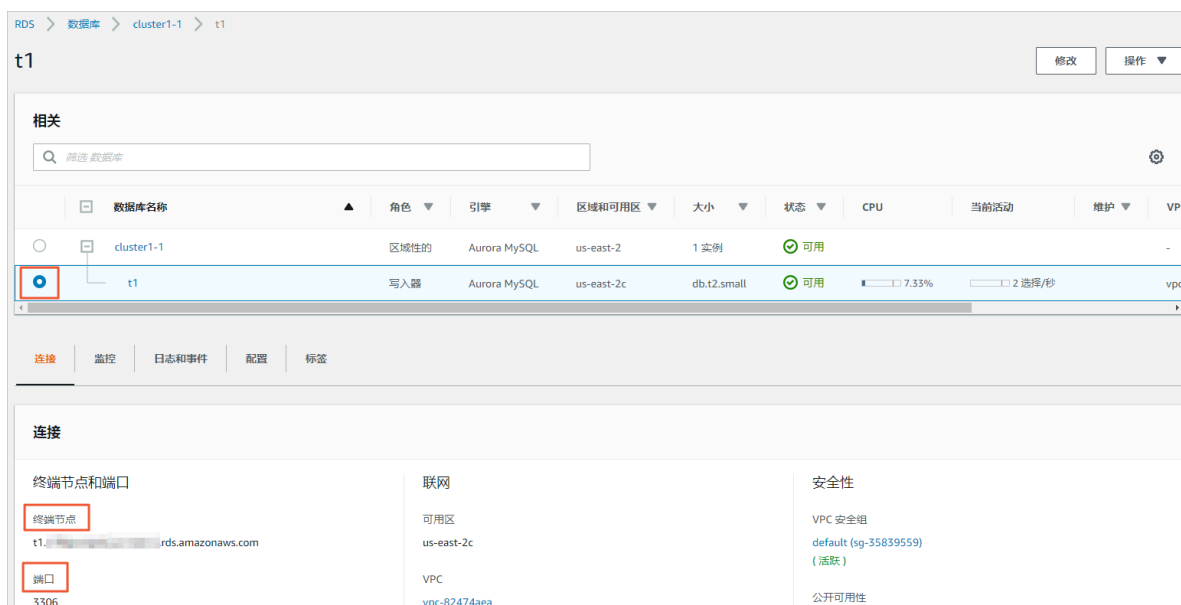 RDS > 数据库 > cluster1-1 > t1
t1
修改 操作
相关
筛选 数据库
数据库名称 角色 引擎 区域和可用区 大小 状态 CPU 当前活动 维护 VP
cluster1-1 区域性的 Aurora MySQL us-east-2 1 实例 可用 -
t1 写入器 Aurora MySQL us-east-2c db.t2.small 可用 7.33% 2 选择/秒 vpc
连接 监控 日志和事件 配置 标签
连接
终端节点和端口 联网 安全性
终端节点 可用区 VPC 安全组
t1. .rds.amazonaws.com us-east-2c default (sg-35839559)
( 活跃 )
端口 VPC
公开可用性
3306 vpc-82474aea